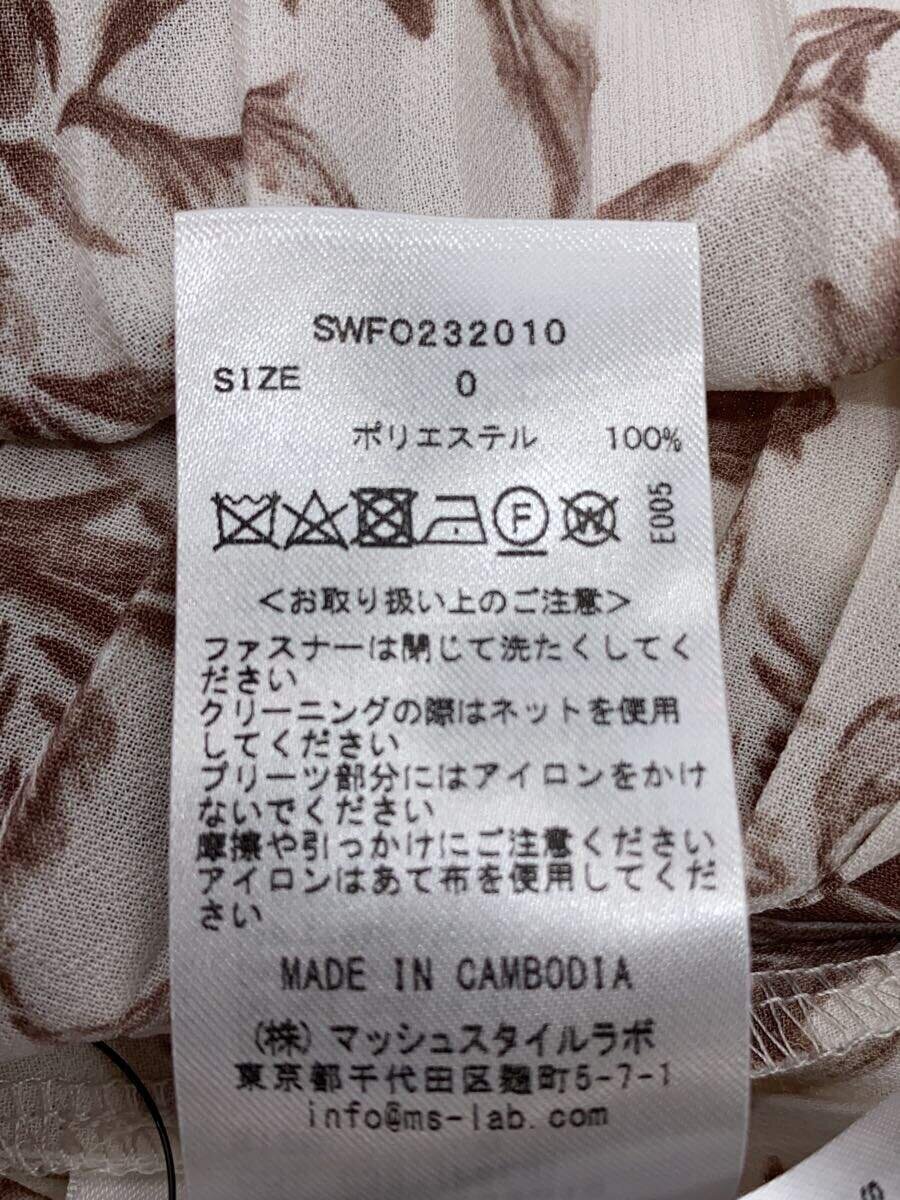 SWFO232010
SIZE 0
ポリエステル 100%
F W E005
<お取り扱い上のご注意>
ファスナーは閉じて洗たくしてく
ださい
クリーニングの際はネットを使用
してください
プリーツ部分にはアイロンをかけ
ないでください
摩擦や引っかけにご注意ください
アイロンはあて布を使用してくだ
さい
MADE IN CAMBODIA
(株)マッシュスタイルラボ
東京都千代田区麹町5-7-1
info@ms-lab.com